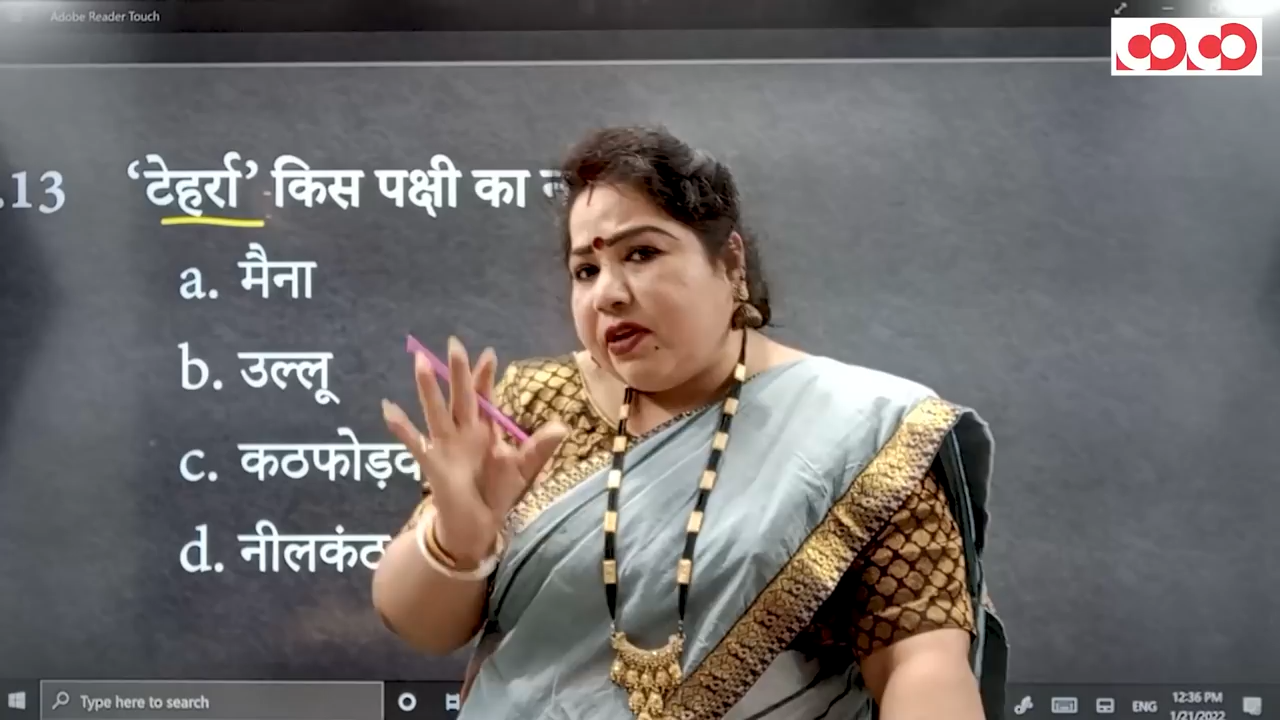 Adobe Reader Touch
.13 ‘टेहर्रा’ किस पक्षी का
a. मैना
b. उल्लू
c. कठफोड़व
d. नीलकंठ
Type here to search
ENG
12:36 PM
1/21/2022